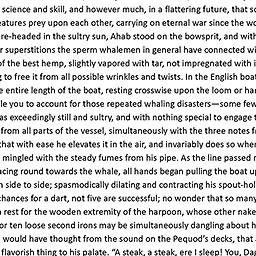 science and skill, and however much, in a flattering future, that s
eatures prey upon each other, carrying on eternal war since the wo
re-headed in the sultry sun, Ahab stood on the bowsprit, and with
r superstitions the sperm whalemen in general have connected wi
of the best hemp, slightly vapored with tar, not impregnated with i
g to free it from all possible wrinkles and twists. In the English boat
e entire length of the boat, resting crosswise upon the loom or ha
le you to account for those repeated whaling disasters—some few
as exceedingly still and sultry, and with nothing special to engage t
from all parts of the vessel, simultaneously with the three notes f
that with ease he elevates it in the air, and invariably does so wher
mingled with the steady fumes from his pipe. As the line passed r
acing round towards the whale, all hands began pulling the boat up
n side to side; spasmodically dilating and contracting his spout-hol
chances for a dart, not five are successful; no wonder that so many
a rest for the wooden extremity of the harpoon, whose other nake
or ten loose second irons may be simultaneously dangling about h
would have thought from the sound on the Pequod’s decks, that a
flavorish thing to his palate. “A steak, a steak, ere I sleep! You, Dag